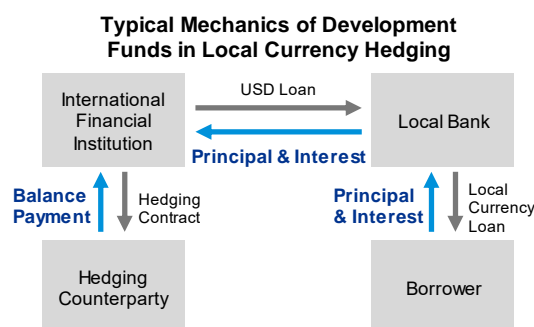 Typical Mechanics of Development
Funds in Local Currency Hedging
International
Financial
Institution
USD Loan
Principal & Interest
Local Bank
Balance
Payment
Hedging
Contract
Principal
& Interest
Local
Currency
Loan
Hedging
Counterparty
Borrower